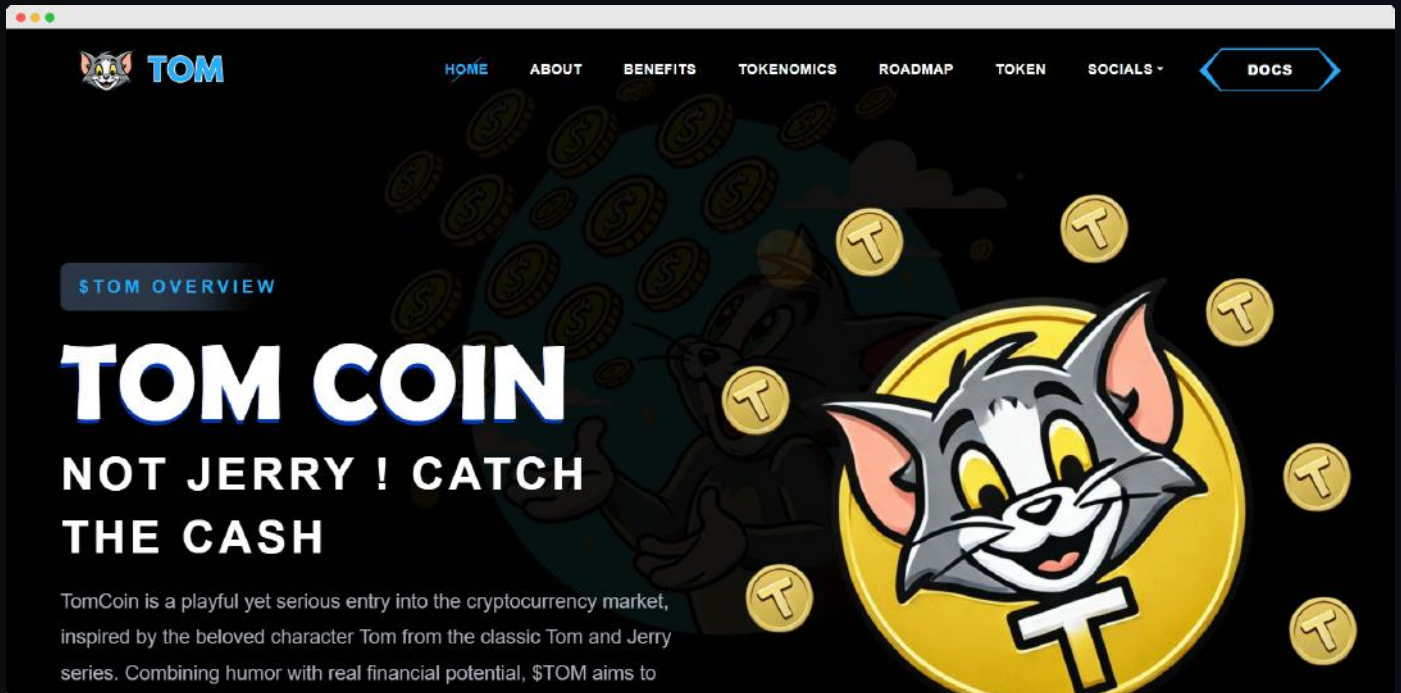 TOM
HOME ABOUT BENEFITS TOKENOMICS ROADMAP TOKEN SOCIALS DOCS
$TOM OVERVIEW
TOM COIN
NOT JERRY ! CATCH
THE CASH
TomCoin is a playful yet serious entry into the cryptocurrency market,
inspired by the beloved character Tom from the classic Tom and Jerry
series. Combining humor with real financial potential, $TOM aims to
T
T
T
T
T
T
T
T